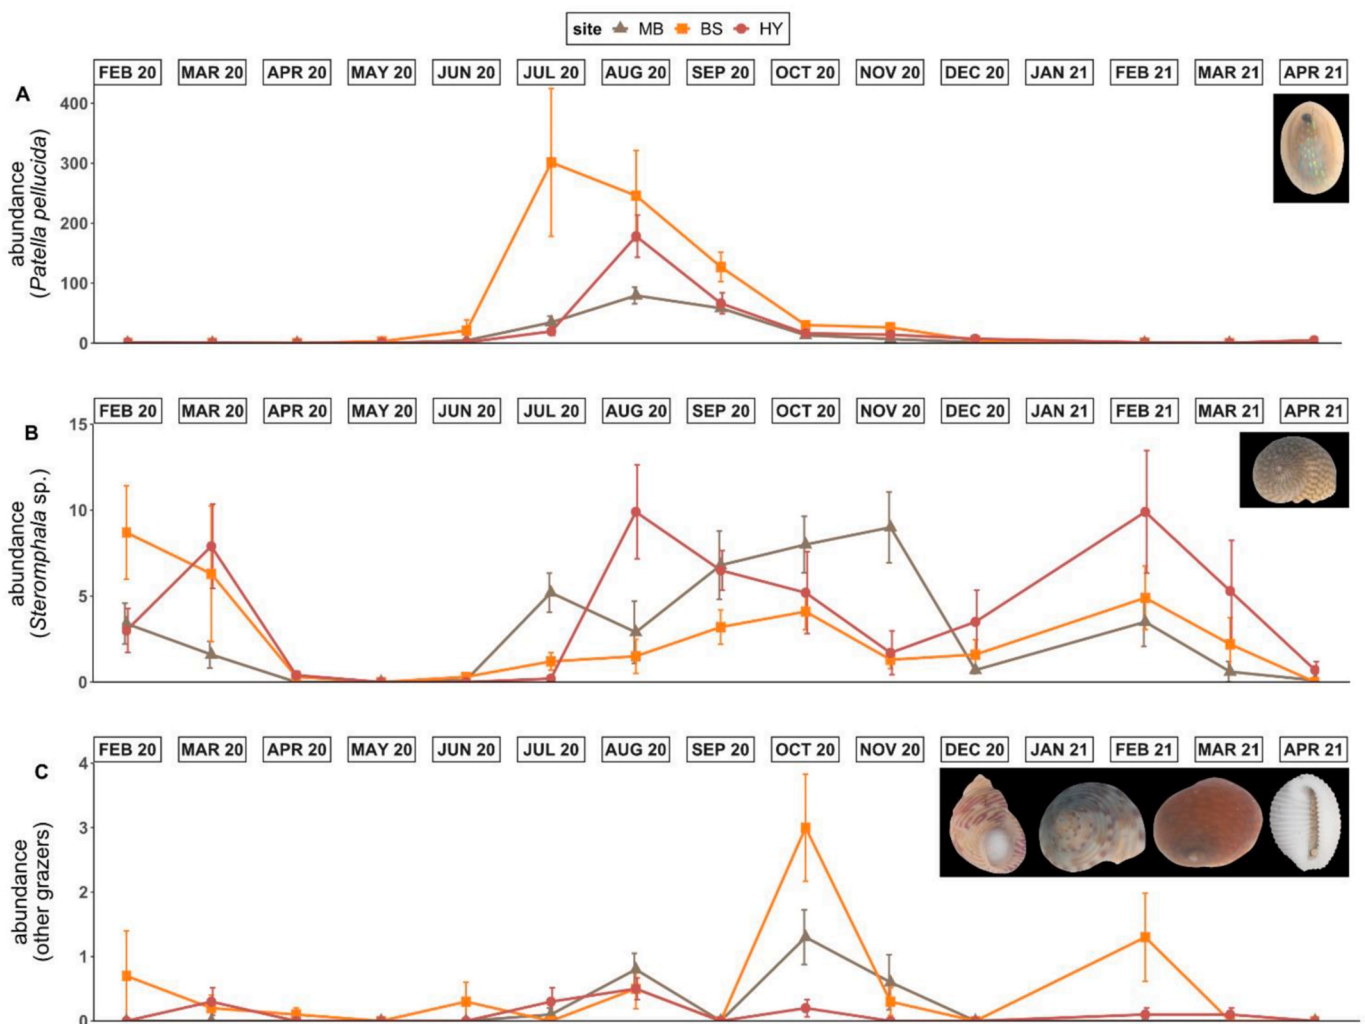 site MB BS HY
FEB 20 MAR 20 APR 20 MAY 20 JUN 20 JUL 20 AUG 20 SEP 20 OCT 20 NOV 20 DEC 20 JAN 21 FEB 21 MAR 21 APR 21
A
abundance
(Patella pellucida)
400
300
200
100
0
FEB 20 MAR 20 APR 20 MAY 20 JUN 20 JUL 20 AUG 20 SEP 20 OCT 20 NOV 20 DEC 20 JAN 21 FEB 21 MAR 21 APR 21
B
abundance
(Steromphala sp.)
15
10
5
0
FEB 20 MAR 20 APR 20 MAY 20 JUN 20 JUL 20 AUG 20 SEP 20 OCT 20 NOV 20 DEC 20 JAN 21 FEB 21 MAR 21 APR 21
C
abundance
(other grazers)
4
3
2
1
0